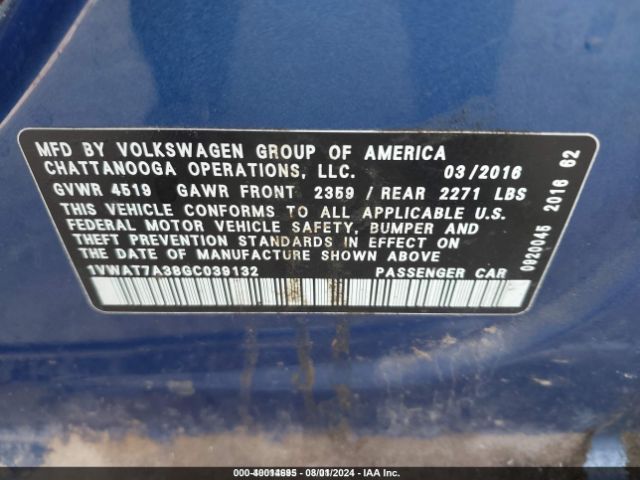 MFD BY VOLKSWAGEN GROUP OF AMERICA
CHATTANOOGA OPERATIONS, LLC. 03/2016
GVWR 4519 GAWR FRONT 2359 / REAR 2271 LBS
THIS VEHICLE CONFORMS TO ALL APPLICABLE U.S.
FEDERAL MOTOR VEHICLE SAFETY, BUMPER AND
THEFT PREVENTION STANDARDS IN EFFECT ON
THE DATE OF MANUFACTURE SHOWN ABOVE
1VWAT7A38GC039132 PASSENGER CAR
0920045 2016 62
08/01/2024 - IAA Inc.